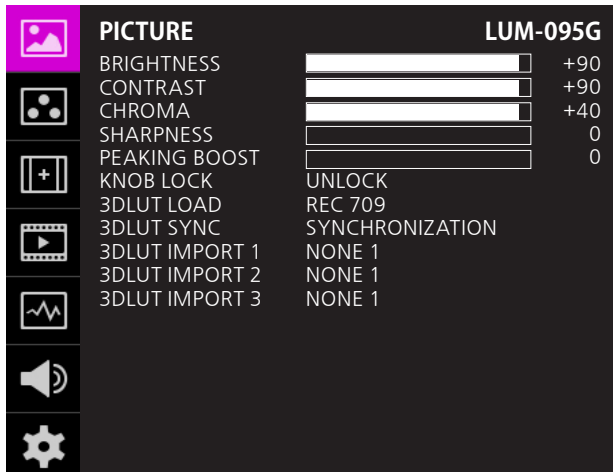 PICTURE LUM-095G
BRIGHTNESS +90
CONTRAST +90
CHROMA +40
SHARPNESS 0
PEAKING BOOST 0
KNOB LOCK UNLOCK
3DLUT LOAD REC 709
3DLUT SYNC SYNCHRONIZATION
3DLUT IMPORT 1 NONE 1
3DLUT IMPORT 2 NONE 1
3DLUT IMPORT 3 NONE 1